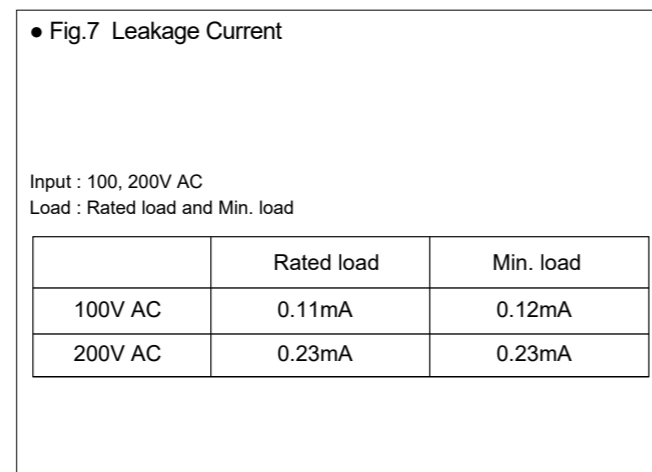 ● Fig.7 Leakage Current
Input : 100, 200V AC
Load : Rated load and Min. load
Rated load Min. load
100V AC 0.11mA 0.12mA
200V AC 0.23mA 0.23mA